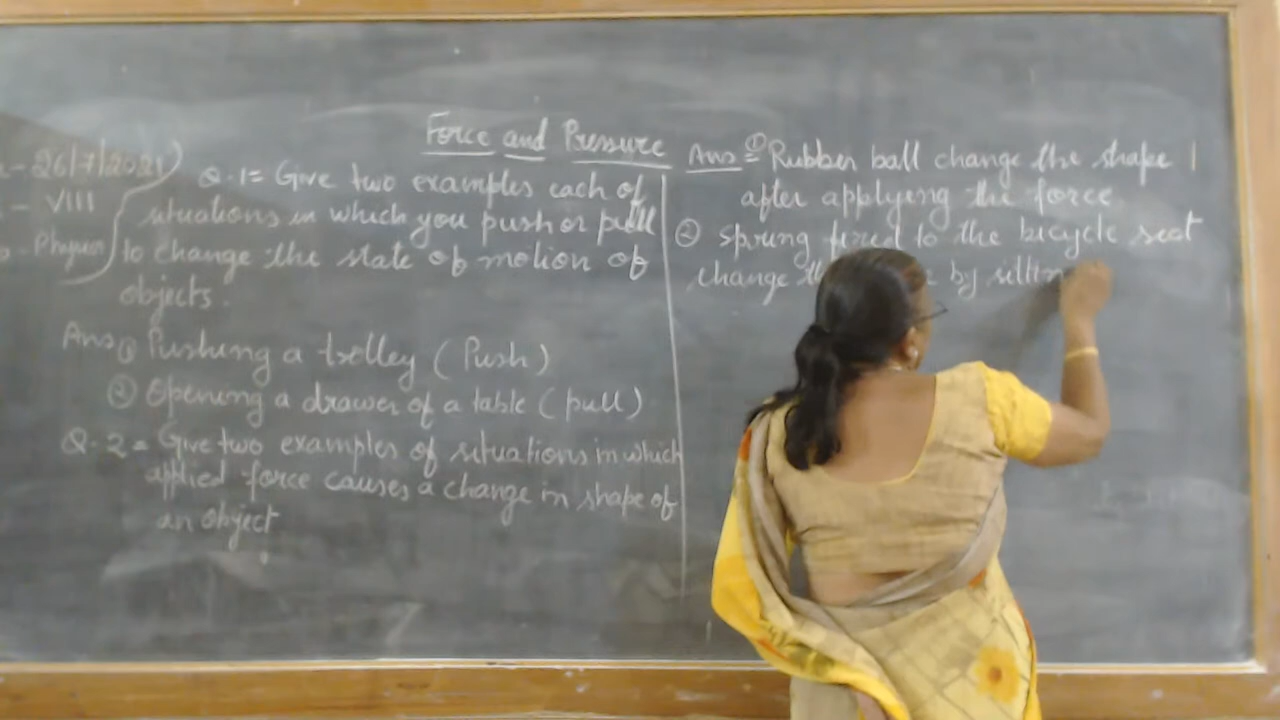 Force and Pressure
- 26/7/2021
- VIII
Q.1= Give two examples each of
situations in which you push or pull
to change the state of motion of
objects.
Ans ① Pushing a trolley (Push)
② Opening a drawer of a table (pull)
Q.2= Give two examples of situations in which
applied force causes a change in shape of
an object
Ans = ① Rubber ball change the shape
after applying the force
② spring fixed to the bicycle seat
change by sittin